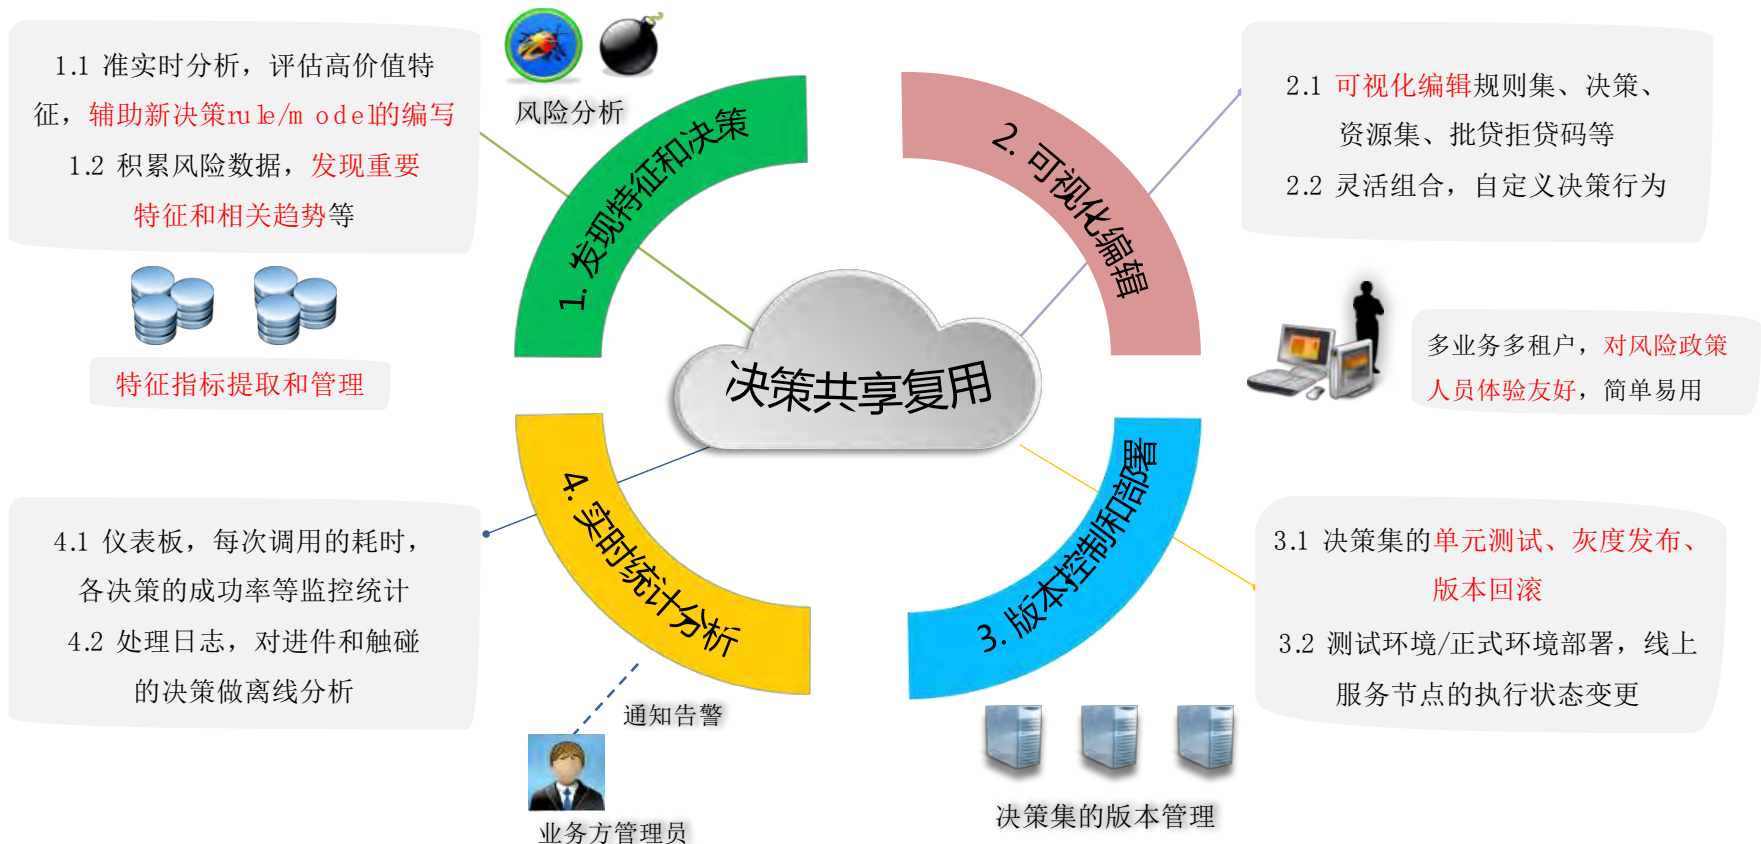 1.1 准实时分析，评估高价值特
征，辅助新决策rule/model的编写
1.2 积累风险数据，发现重要
特征和相关趋势等
风险分析
特征指标提取和管理
1. 发现特征和决策
2. 可视化编辑
2.1 可视化编辑规则集、决策、
资源集、批贷拒贷码等
2.2 灵活组合，自定义决策行为
多业务多租户，对风险政策
人员体验友好，简单易用
决策共享复用
4. 实时统计分析
3. 版本控制和部署
4.1 仪表板，每次调用的耗时，
各决策的成功率等监控统计
4.2 处理日志，对进件和触碰
的决策做离线分析
通知告警
业务方管理员
3.1 决策集的单元测试、灰度发布、
版本回滚
3.2 测试环境/正式环境部署，线上
服务节点的执行状态变更
决策集的版本管理